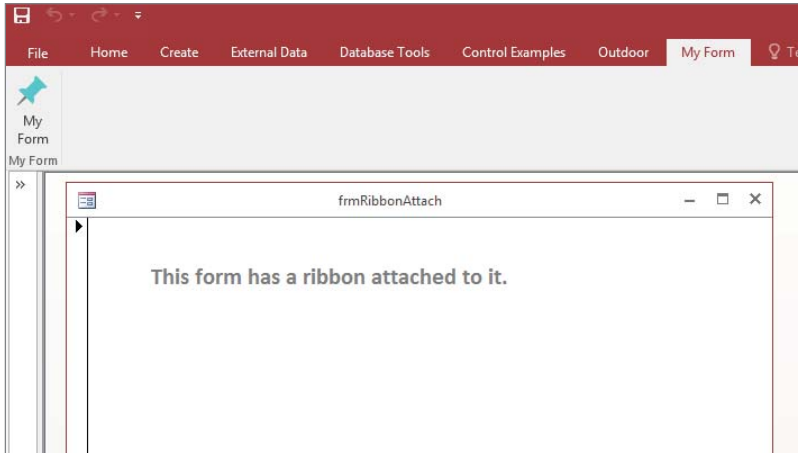 File Home Create External Data Database Tools Control Examples Outdoor My Form
My
Form
My Form
frmRibbonAttach
This form has a ribbon attached to it.